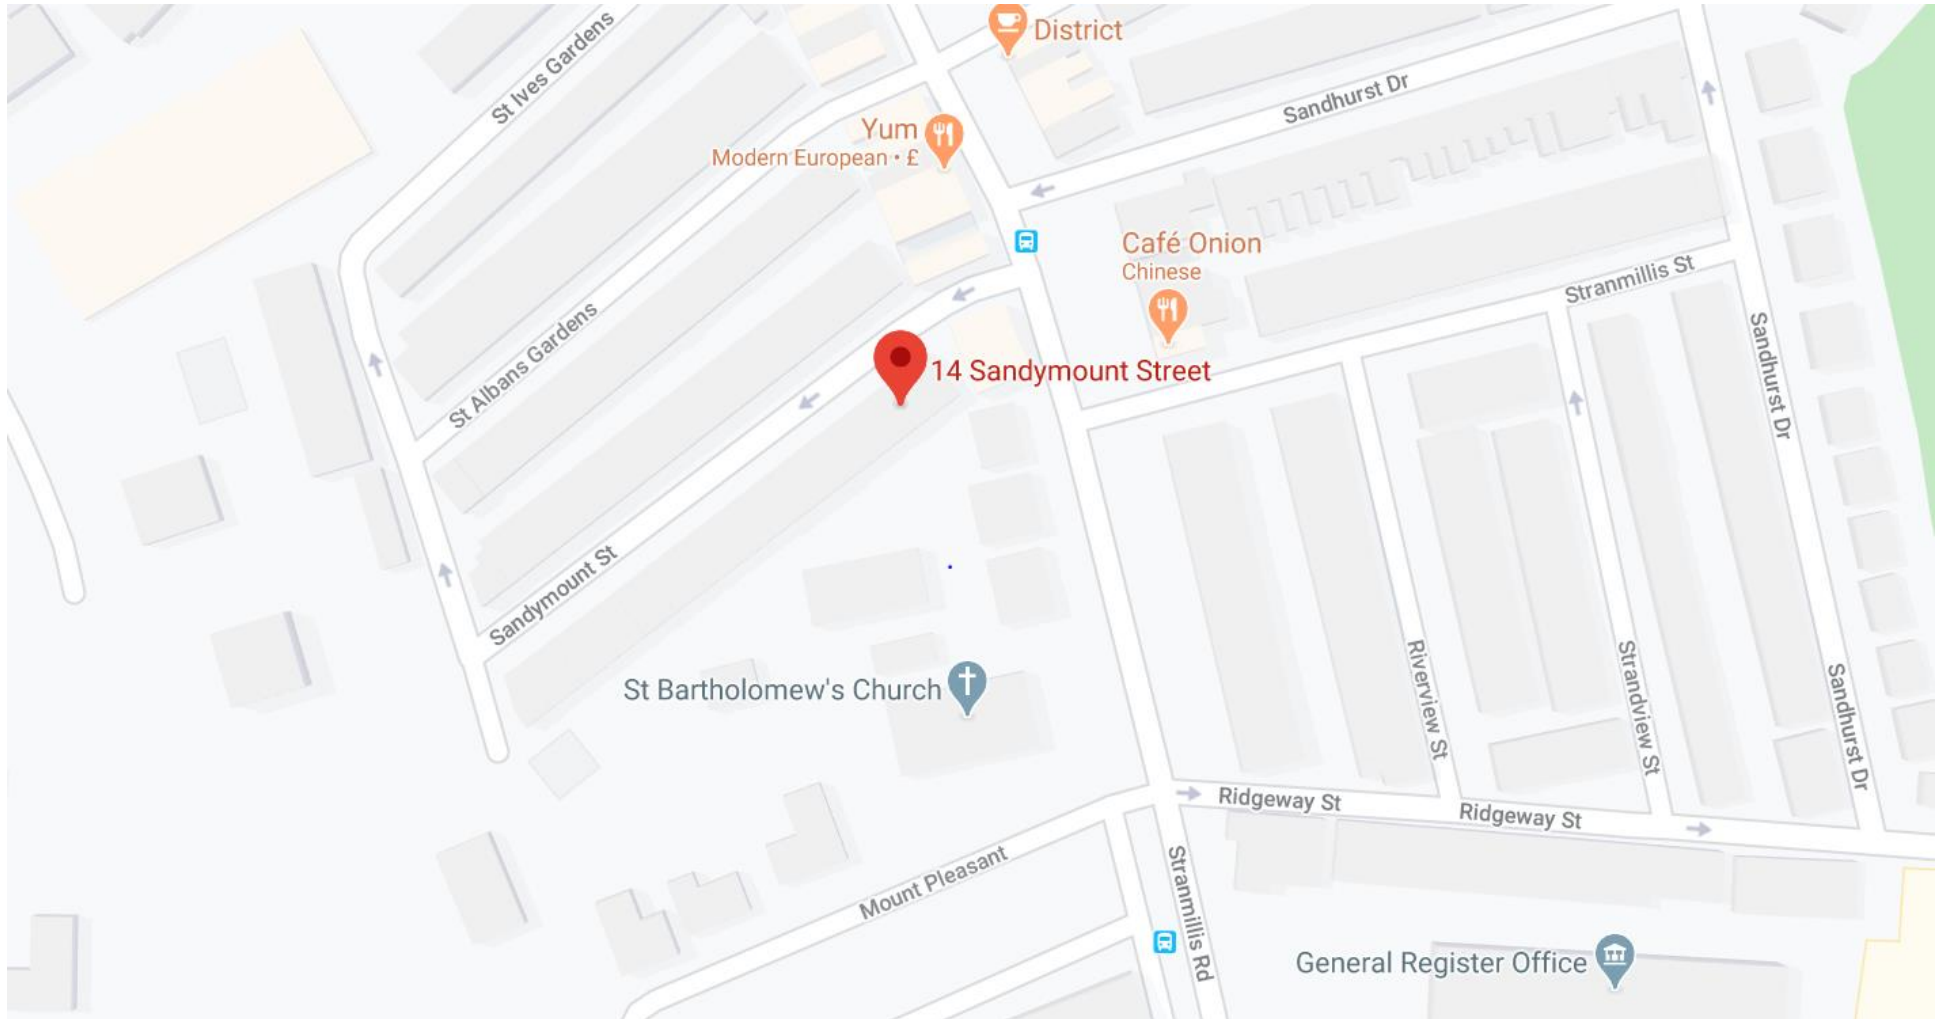 District
St Ives Gardens
Sandhurst Dr
Yum
Modern European • £
Café Onion
Chinese
Stranmillis St
St Albans Gardens
14 Sandymount Street
Sandhurst Dr
Sandymount St
St Bartholomew's Church
Riverview St
Strandview St
Sandhurst Dr
Ridgeway St
Ridgeway St
Mount Pleasant
Stranmillis Rd
General Register Office